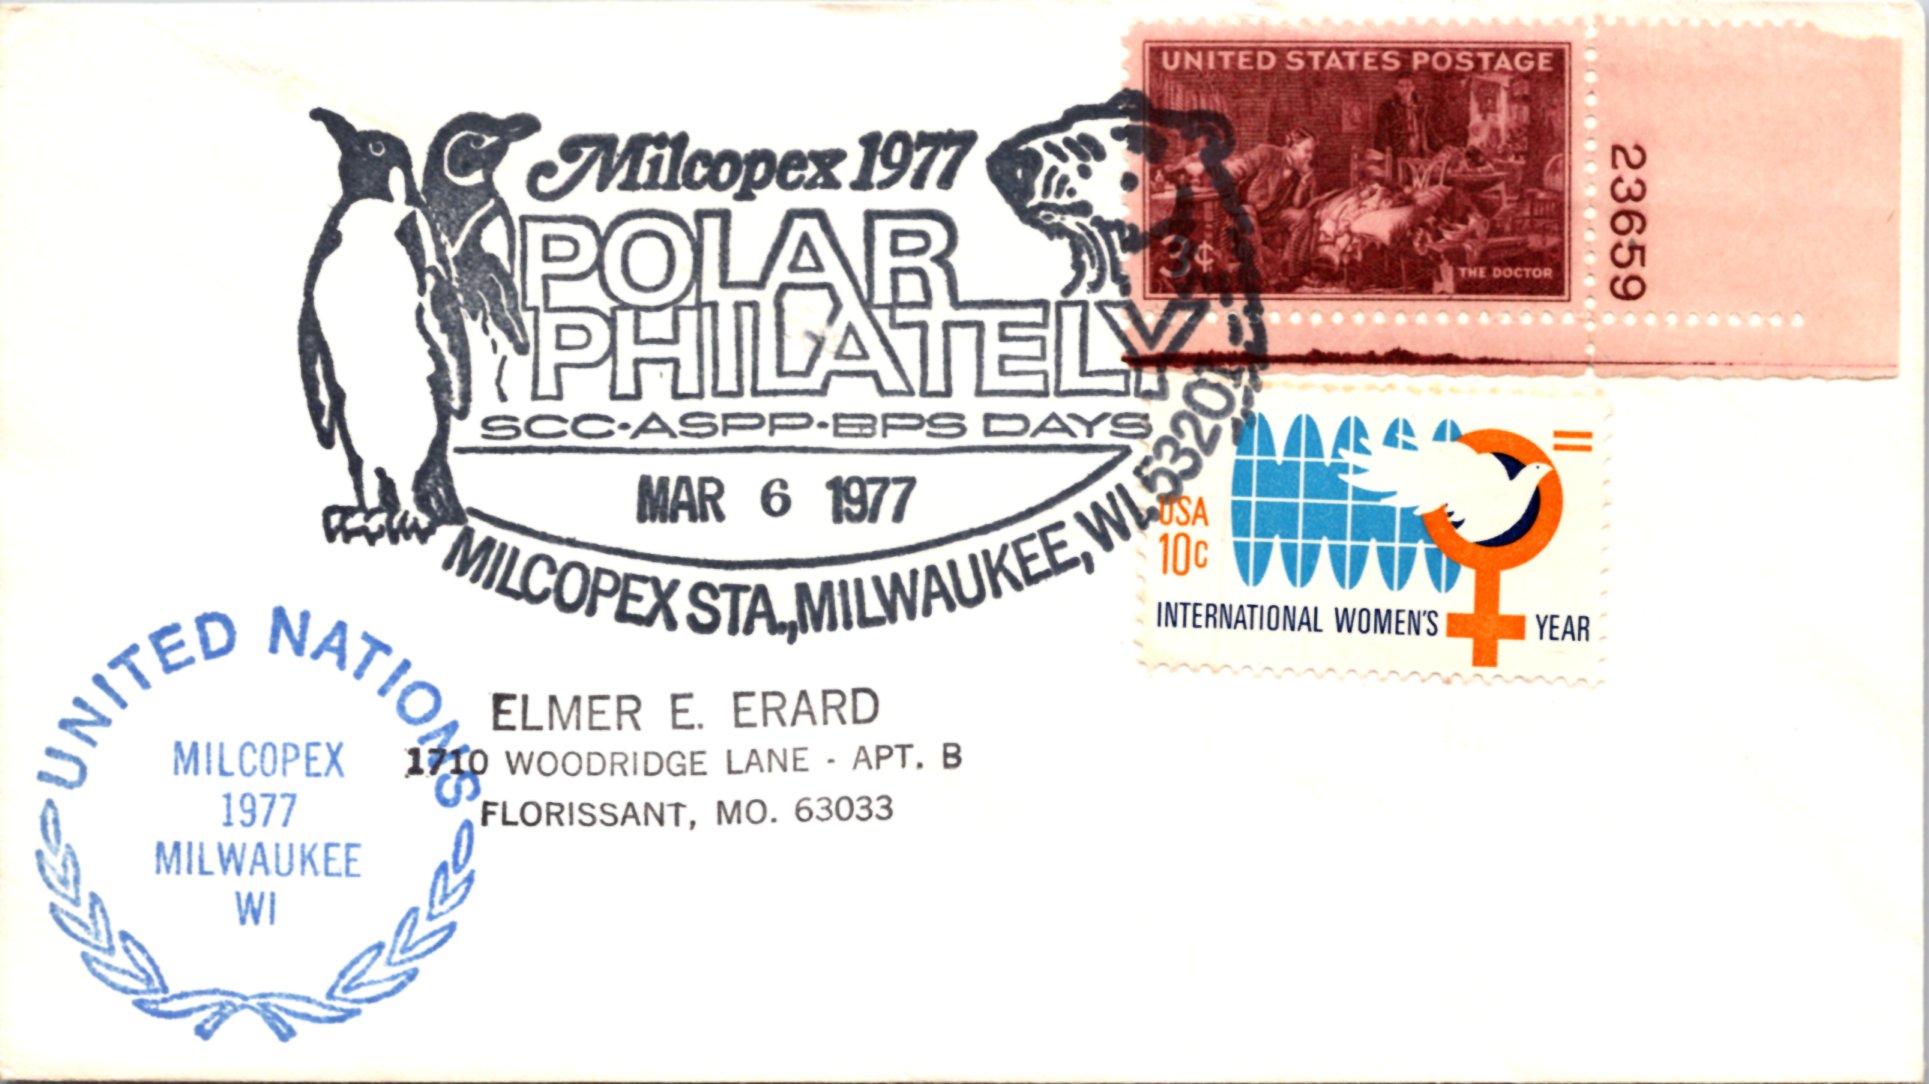 Milcopex 1977
POLAR
PHILATELY
SCC·ASPP·BPS DAYS
MAR 6 1977
MILCOPEX STA., MILWAUKEE, WI. 53201
UNITED STATES POSTAGE
3¢
THE DOCTOR
23659
USA
10c
=
INTERNATIONAL WOMEN'S YEAR
UNITED NATIONS
MILCOPEX
1977
MILWAUKEE
WI
ELMER E. ERARD
1710 WOODRIDGE LANE - APT. B
FLORISSANT, MO. 63033